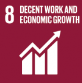 8 DECENT WORK AND
ECONOMIC GROWTH